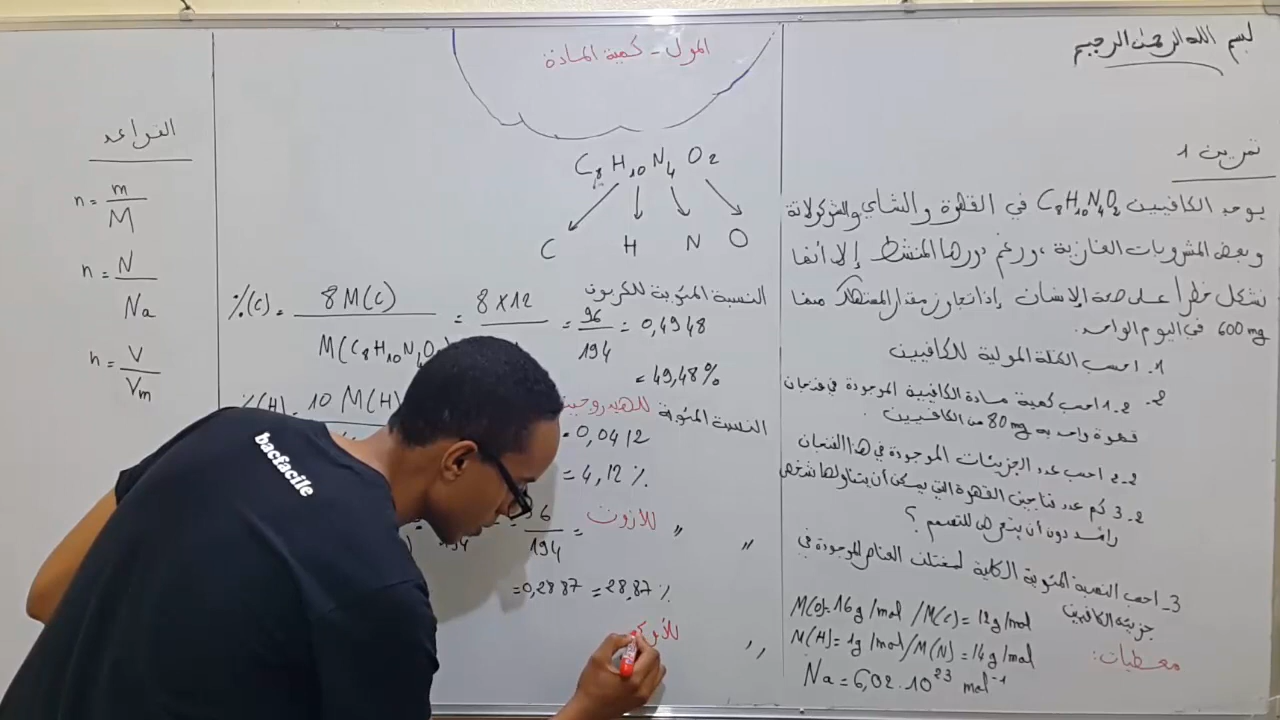 بسم الله الرحمن الرحيم
المول - كمية المادة
تمرين 1
يوجد الكافيين C₈H₁₀N₄O₂ في القهوة والشاي والشوكولاتة
وبعض المشروبات الغازية، ورغم دورها المنشط إلا أنها
تشكل خطرا على صحة الإنسان إذا تجاوز مقدار المستهلك منها
600 mg في اليوم الواحد.
1. احسب الكتلة المولية للكافيين
2-1 احسب كمية مادة الكافيين الموجودة في فنجان
قهوة واحد به 80 mg من الكافيين.
2-2 احسب عدد الجزيئات الموجودة في هذا الفنجان
2-3 كم عدد فناجين القهوة التي يمكن أن يتناولها شخص
راشد دون أن يتعرض للتسمم؟
3- احسب النسبة المئوية الكتلية لمختلف العناصر الموجودة في
جزيئة الكافيين
معطيات:
M(O)=16g/mol / M(C)=12g/mol
M(H)=1g/mol / M(N)=14g/mol
Na=6,02.10²³ mol⁻¹
C₈H₁₀N₄O₂
C H N O
النسبة المئوية للكربون
%(C) = 8M(C) / M(C₈H₁₀N₄O = 8×12 = 96/194 = 0,4948
= 49,48%
النسبة المئوية للهيدروجين
%(H) = 10 M(H)
= 0,0412
= 4,12 %
" " للأزوت
= 194
=
194
= 0,2887 = 28,87 %
" للأوك
القواعد
n = m/M
n = N/Na
n = V/Vm
bacfacile